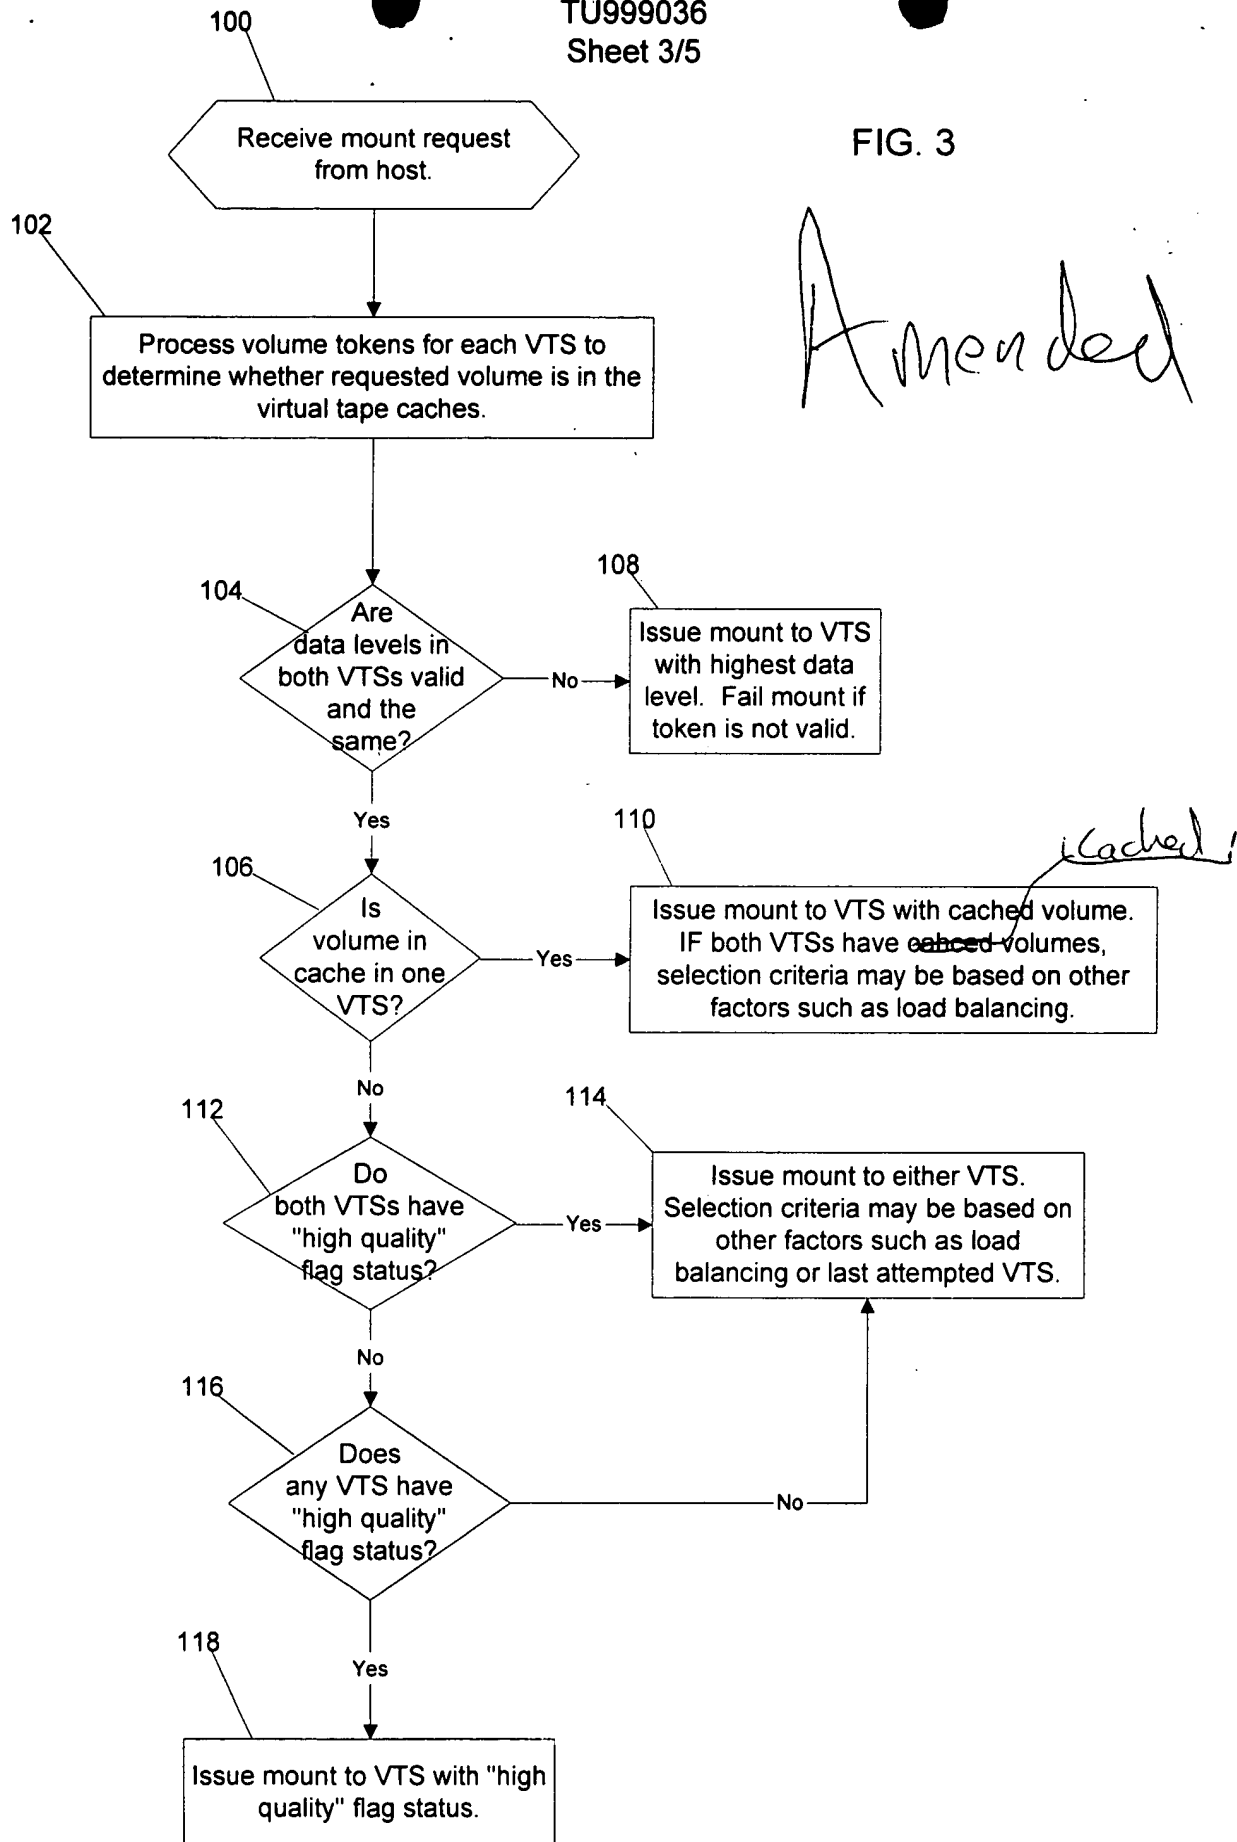 TU999036
Sheet 3/5
100
Receive mount request
from host.
FIG. 3
Amended
102
Process volume tokens for each VTS to
determine whether requested volume is in the
virtual tape caches.
104
Are
data levels in
both VTSs valid
and the
same?
No
108
Issue mount to VTS
with highest data
level. Fail mount if
token is not valid.
Yes
106
Is
volume in
cache in one
VTS?
Yes
110
cached
Issue mount to VTS with cached volume.
IF both VTSs have cahced volumes,
selection criteria may be based on other
factors such as load balancing.
No
112
Do
both VTSs have
"high quality"
flag status?
Yes
114
Issue mount to either VTS.
Selection criteria may be based on
other factors such as load
balancing or last attempted VTS.
No
116
Does
any VTS have
"high quality"
flag status?
No
Yes
118
Issue mount to VTS with "high
quality" flag status.